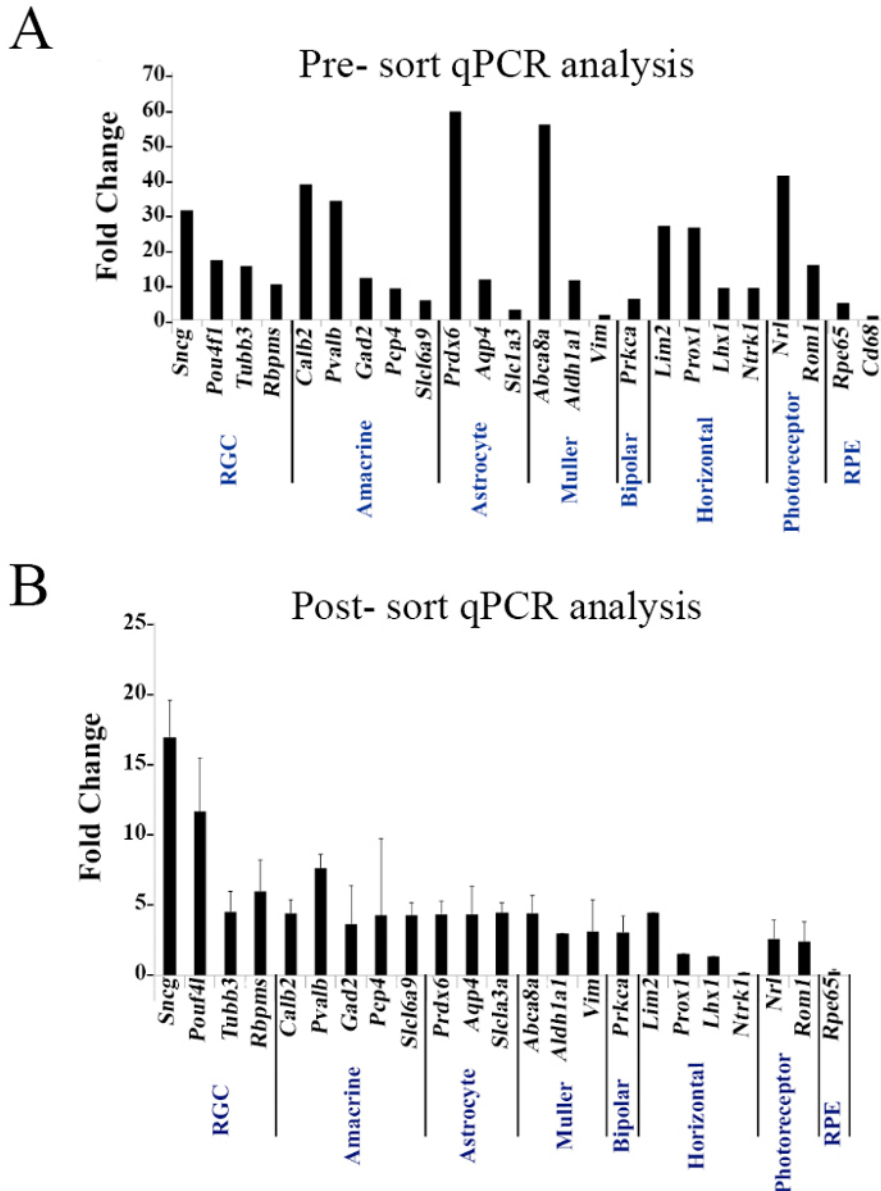 A
Pre- sort qPCR analysis
Fold Change
70
60
50
40
30
20
10
0
Sncg
Pou4f1
Tubb3
Rbpms
Calb2
Pvalb
Gad2
Pcp4
Slcl6a9
Prdx6
Aqp4
Slc1a3
Abca8a
Aldh1a1
Vim
Prkca
Lim2
Prox1
Lhx1
Ntrk1
Nrl
Rom1
Rpe65
Cd68
RGC
Amacrine
Astrocyte
Muller
Bipolar
Horizontal
Photoreceptor
RPE
B
Post- sort qPCR analysis
Fold Change
25
20
15
10
5
0
Sncg
Pouf4l
Tubb3
Rbpms
Calb2
Pvalb
Gad2
Pcp4
Slcl6a9
Prdx6
Aqp4
Slcla3a
Abca8a
Aldh1a1
Vim
Prkca
Lim2
Prox1
Lhx1
Ntrk1
Nrl
Rom1
Rpe65
RGC
Amacrine
Astrocyte
Muller
Bipolar
Horizontal
Photoreceptor
RPE